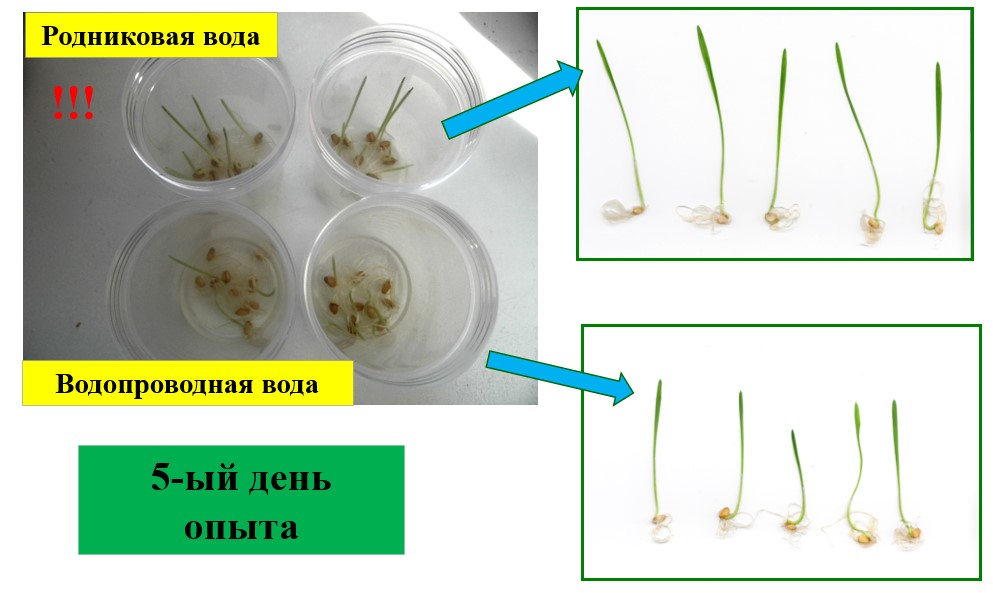 Родниковая вода
!!!
Водопроводная вода
5-ый день
опыта